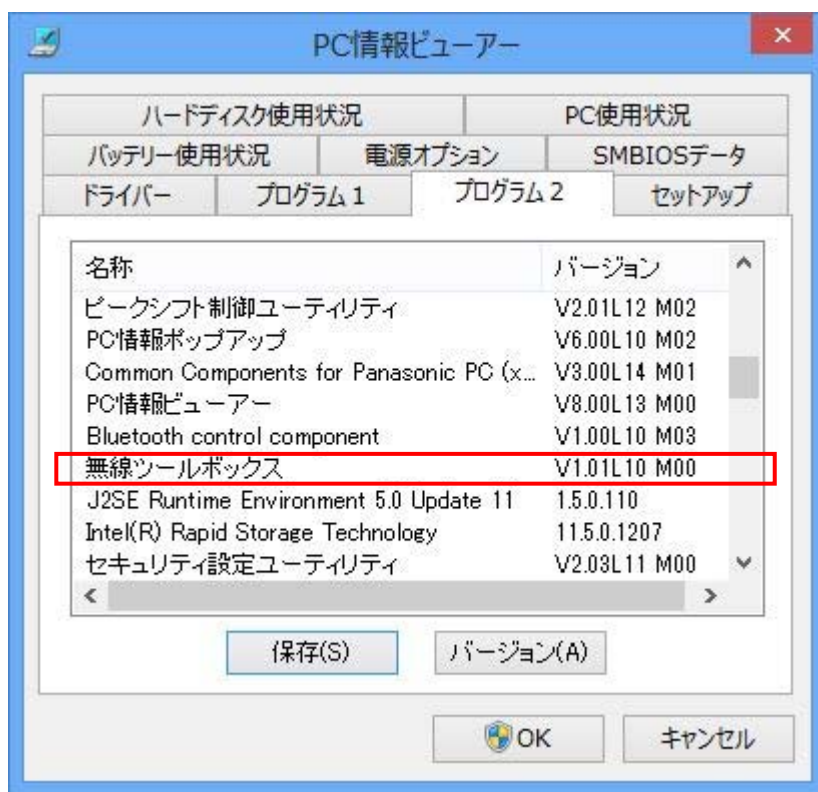 PC情報ビューアー
ハードディスク使用状況 PC使用状況
バッテリー使用状況 電源オプション SMBIOSデータ
ドライバー プログラム1 プログラム2 セットアップ
名称 バージョン
ピークシフト制御ユーティリティ V2.01L12 M02
PC情報ポップアップ V6.00L10 M02
Common Components for Panasonic PC (x... V3.00L14 M01
PC情報ビューアー V8.00L13 M00
Bluetooth control component V1.00L10 M03
無線ツールボックス V1.01L10 M00
J2SE Runtime Environment 5.0 Update 11 1.5.0.110
Intel(R) Rapid Storage Technology 11.5.0.1207
セキュリティ設定ユーティリティ V2.03L11 M00
保存(S) バージョン(A)
OK キャンセル